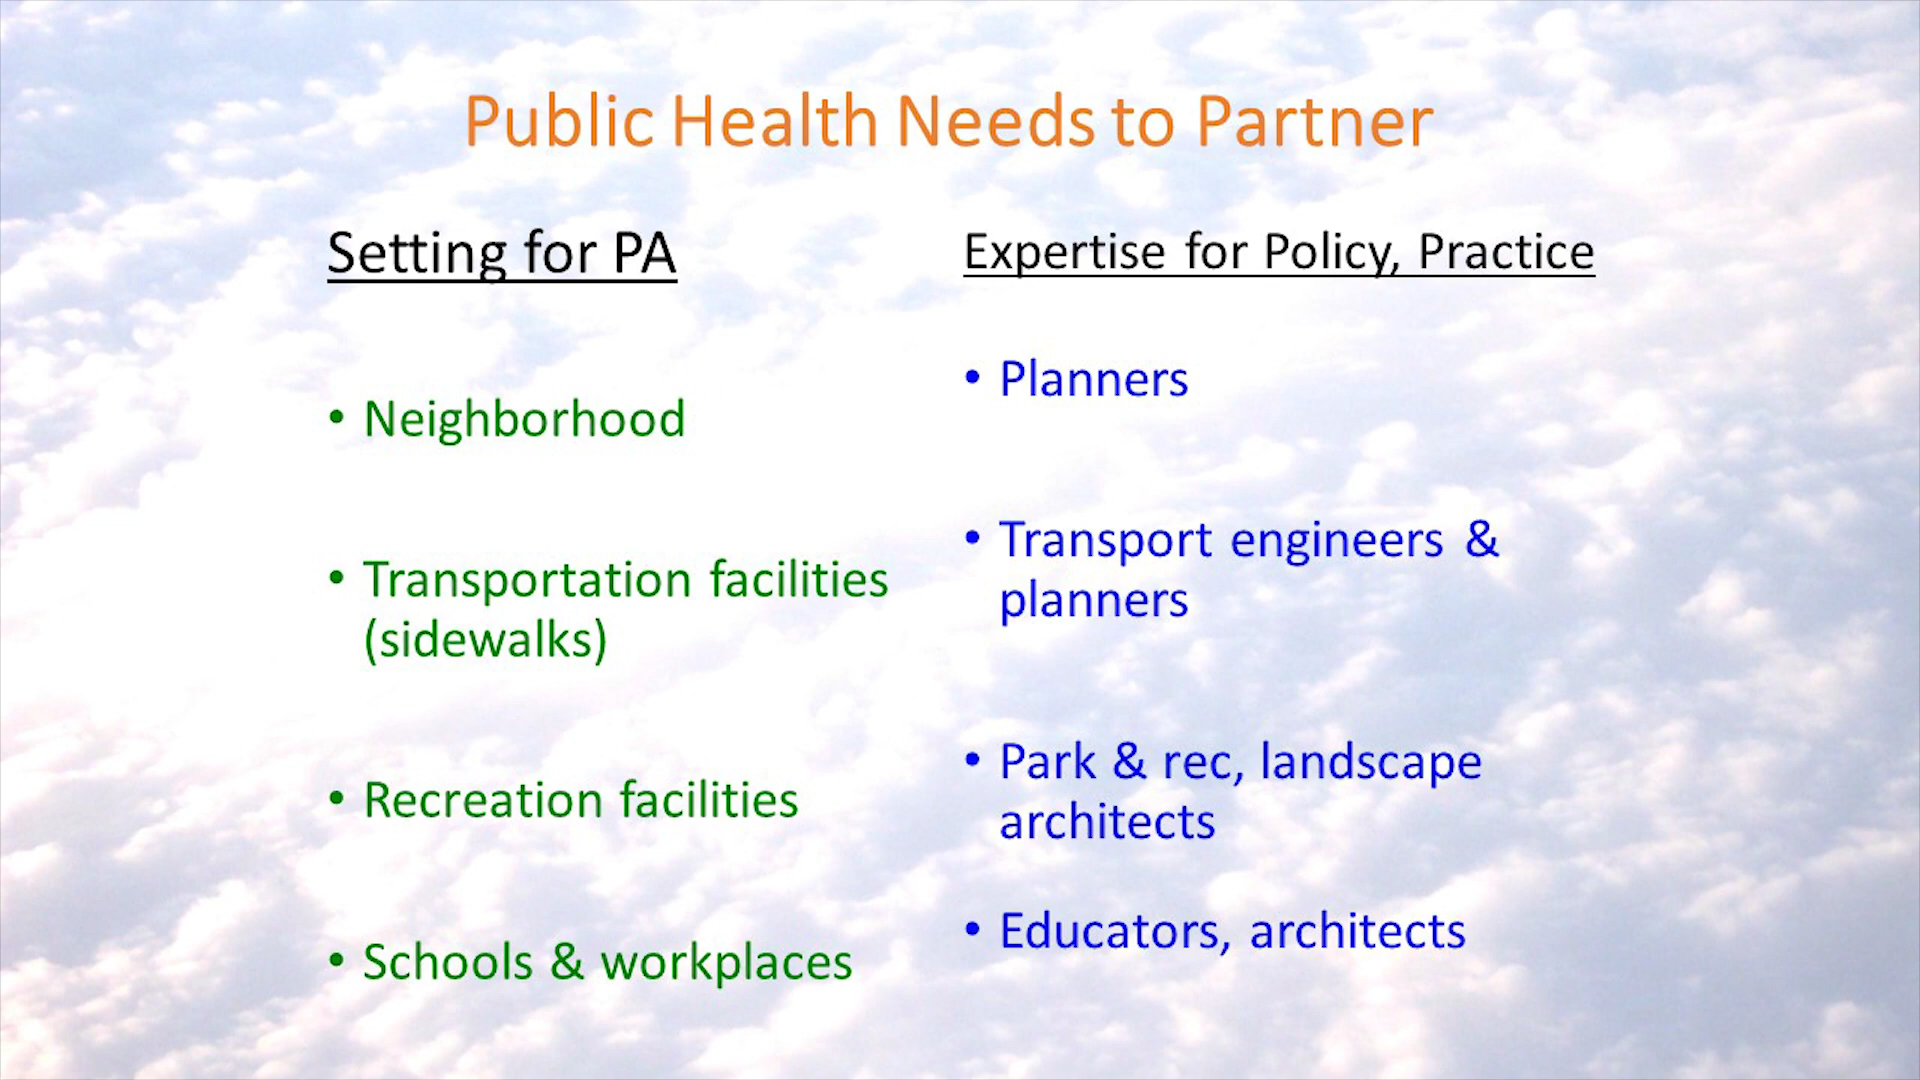 Public Health Needs to Partner
Setting for PA
• Neighborhood
• Transportation facilities
(sidewalks)
• Recreation facilities
• Schools & workplaces
Expertise for Policy, Practice
• Planners
• Transport engineers &
planners
• Park & rec, landscape
architects
• Educators, architects